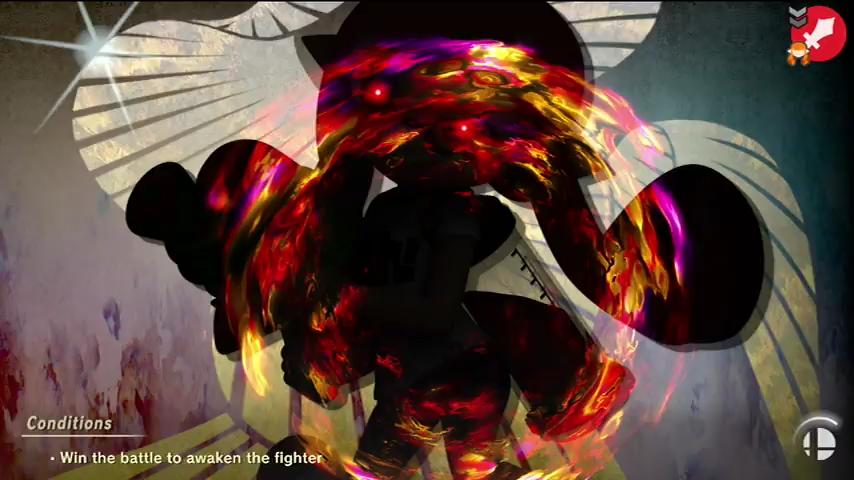 Conditions
· Win the battle to awaken the fighter